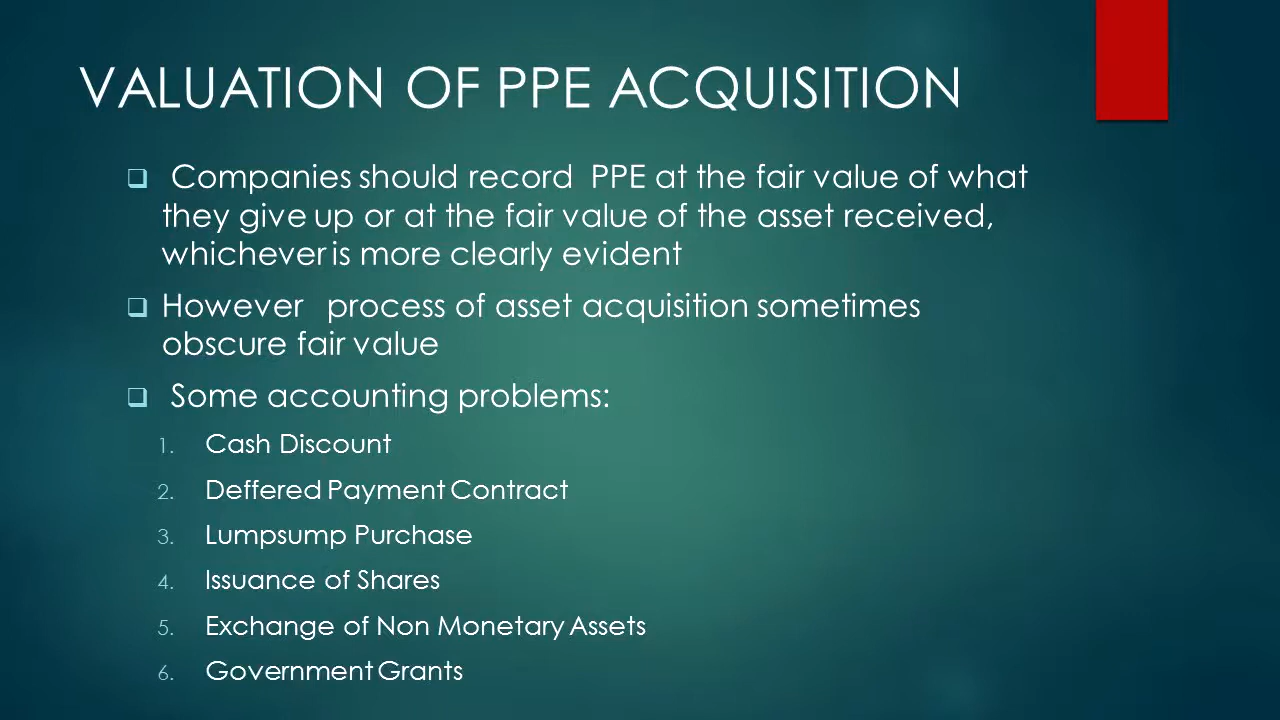 VALUATION OF PPE ACQUISITION
Companies should record PPE at the fair value of what
they give up or at the fair value of the asset received,
whichever is more clearly evident
However process of asset acquisition sometimes
obscure fair value
Some accounting problems:
1. Cash Discount
2. Deffered Payment Contract
3. Lumpsump Purchase
4. Issuance of Shares
5. Exchange of Non Monetary Assets
6. Government Grants